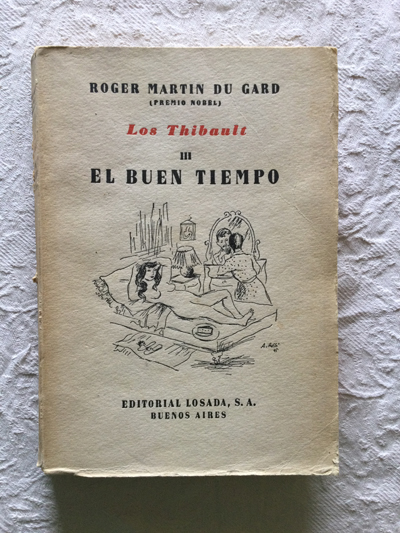 ROGER MARTIN DU GARD
(PREMIO NOBEL)
Los Thibault
III
EL BUEN TIEMPO
EDITORIAL LOSADA, S. A.
BUENOS AIRES